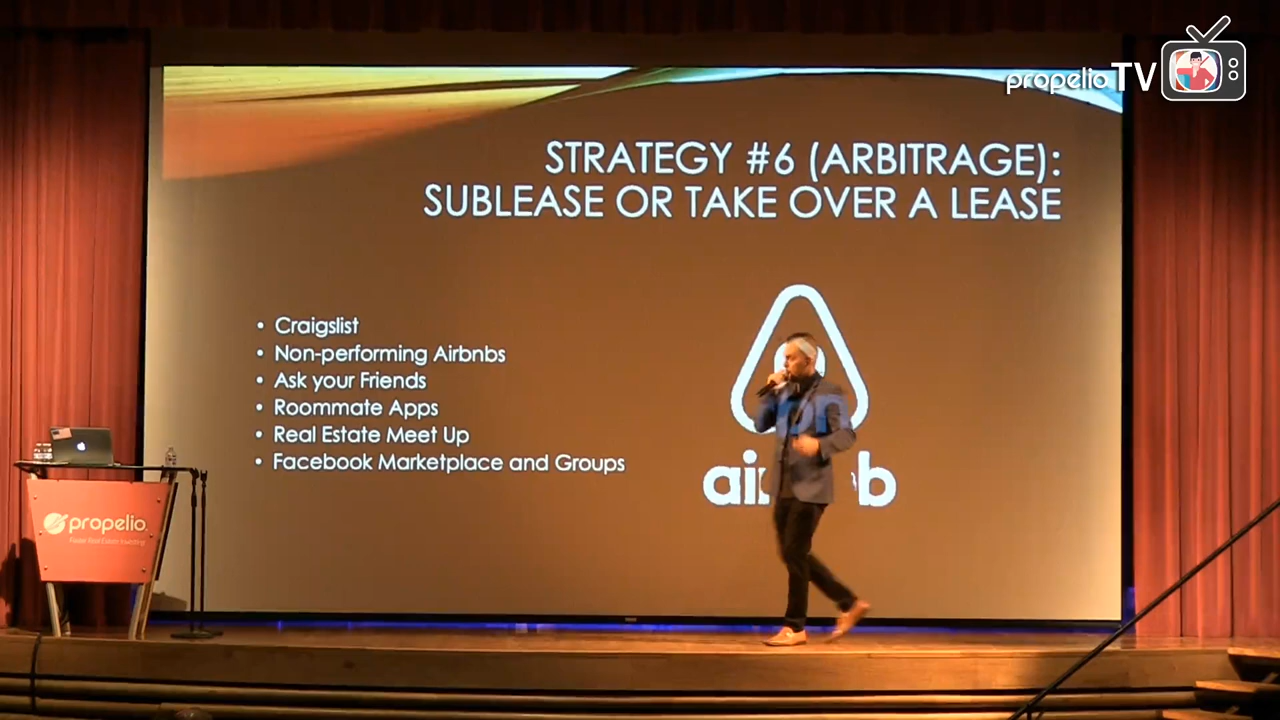 propelio TV
STRATEGY #6 (ARBITRAGE):
SUBLEASE OR TAKE OVER A LEASE
• Craigslist
• Non-performing Airbnbs
• Ask your Friends
• Roommate Apps
• Real Estate Meet Up
• Facebook Marketplace and Groups
propelio.